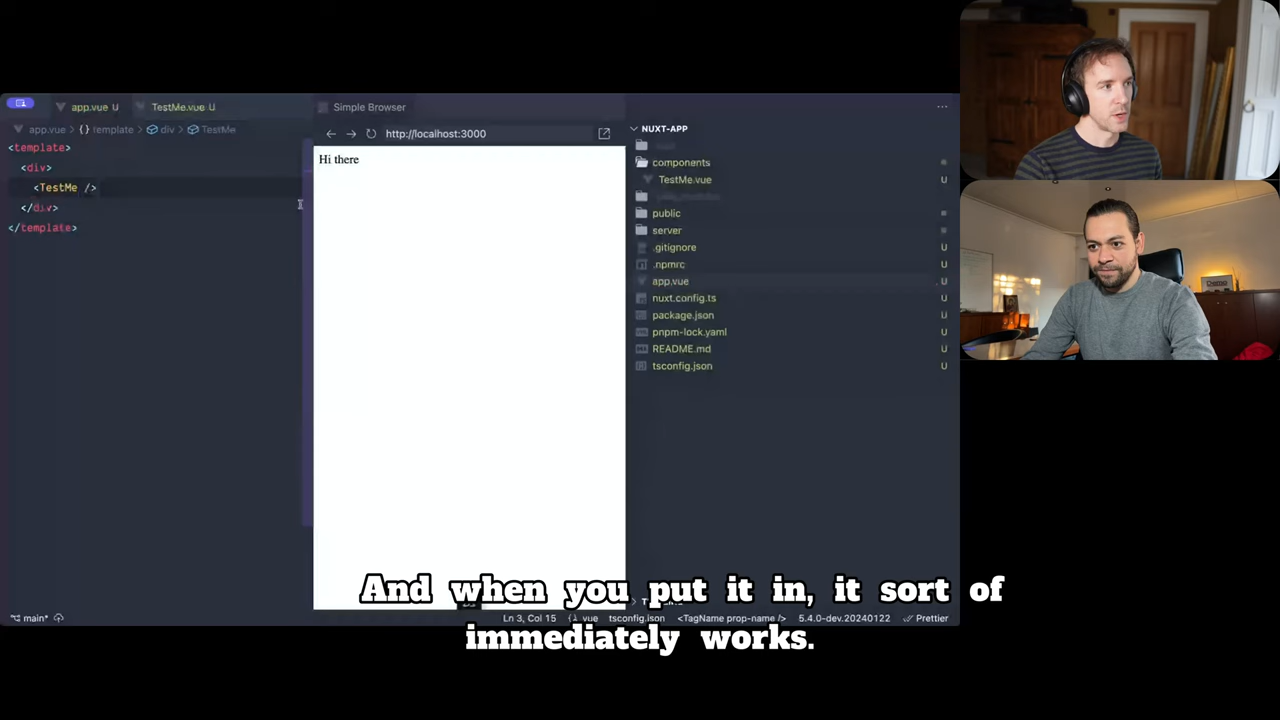 app.vue U
TestMe.vue U
app.vue > {} template > div > TestMe
<template>
<div>
<TestMe />
</div>
</template>
Simple Browser
http://localhost:3000
Hi there
...
NUXT-APP
components
TestMe.vue U
public
server
.gitignore U
.npmrc U
app.vue U
nuxt.config.ts U
package.json U
pnpm-lock.yaml U
README.md U
tsconfig.json U
And when you put it in, it sort of
immediately works.
main*
Ln 3, Col 15
vue
tsconfig.json
<TagName prop-name />
5.4.0-dev.20240122
Prettier